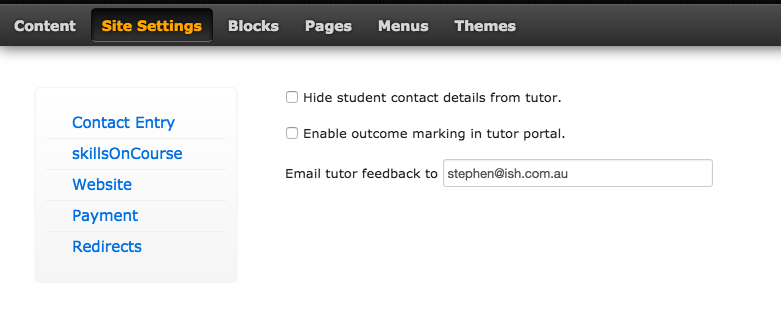 Content Site Settings Blocks Pages Menus Themes
Contact Entry
skillsOnCourse
Website
Payment
Redirects
Hide student contact details from tutor.
Enable outcome marking in tutor portal.
Email tutor feedback to stephen@ish.com.au